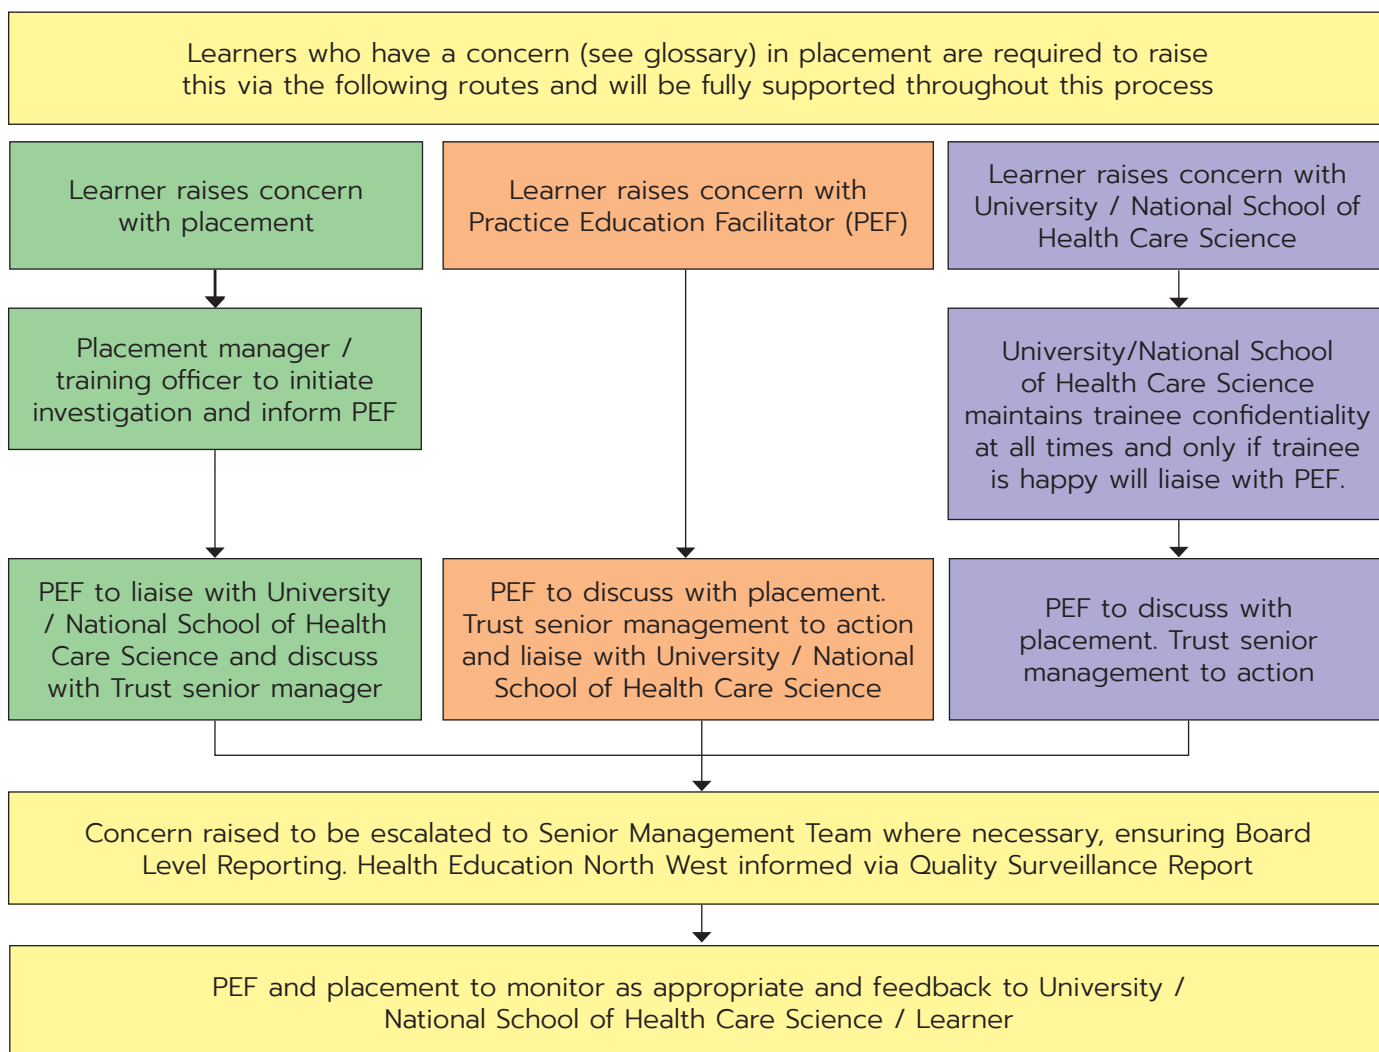 Learners who have a concern (see glossary) in placement are required to raise
this via the following routes and will be fully supported throughout this process
Learner raises concern
with placement
Learner raises concern with
Practice Education Facilitator (PEF)
Learner raises concern with
University / National School of
Health Care Science
Placement manager /
training officer to initiate
investigation and inform PEF
University/National School
of Health Care Science
maintains trainee confidentiality
at all times and only if trainee
is happy will liaise with PEF.
PEF to liaise with University
/ National School of Health
Care Science and discuss
with Trust senior manager
PEF to discuss with placement.
Trust senior management to action
and liaise with University / National
School of Health Care Science
PEF to discuss with
placement. Trust senior
management to action
Concern raised to be escalated to Senior Management Team where necessary, ensuring Board
Level Reporting. Health Education North West informed via Quality Surveillance Report
PEF and placement to monitor as appropriate and feedback to University /
National School of Health Care Science / Learner